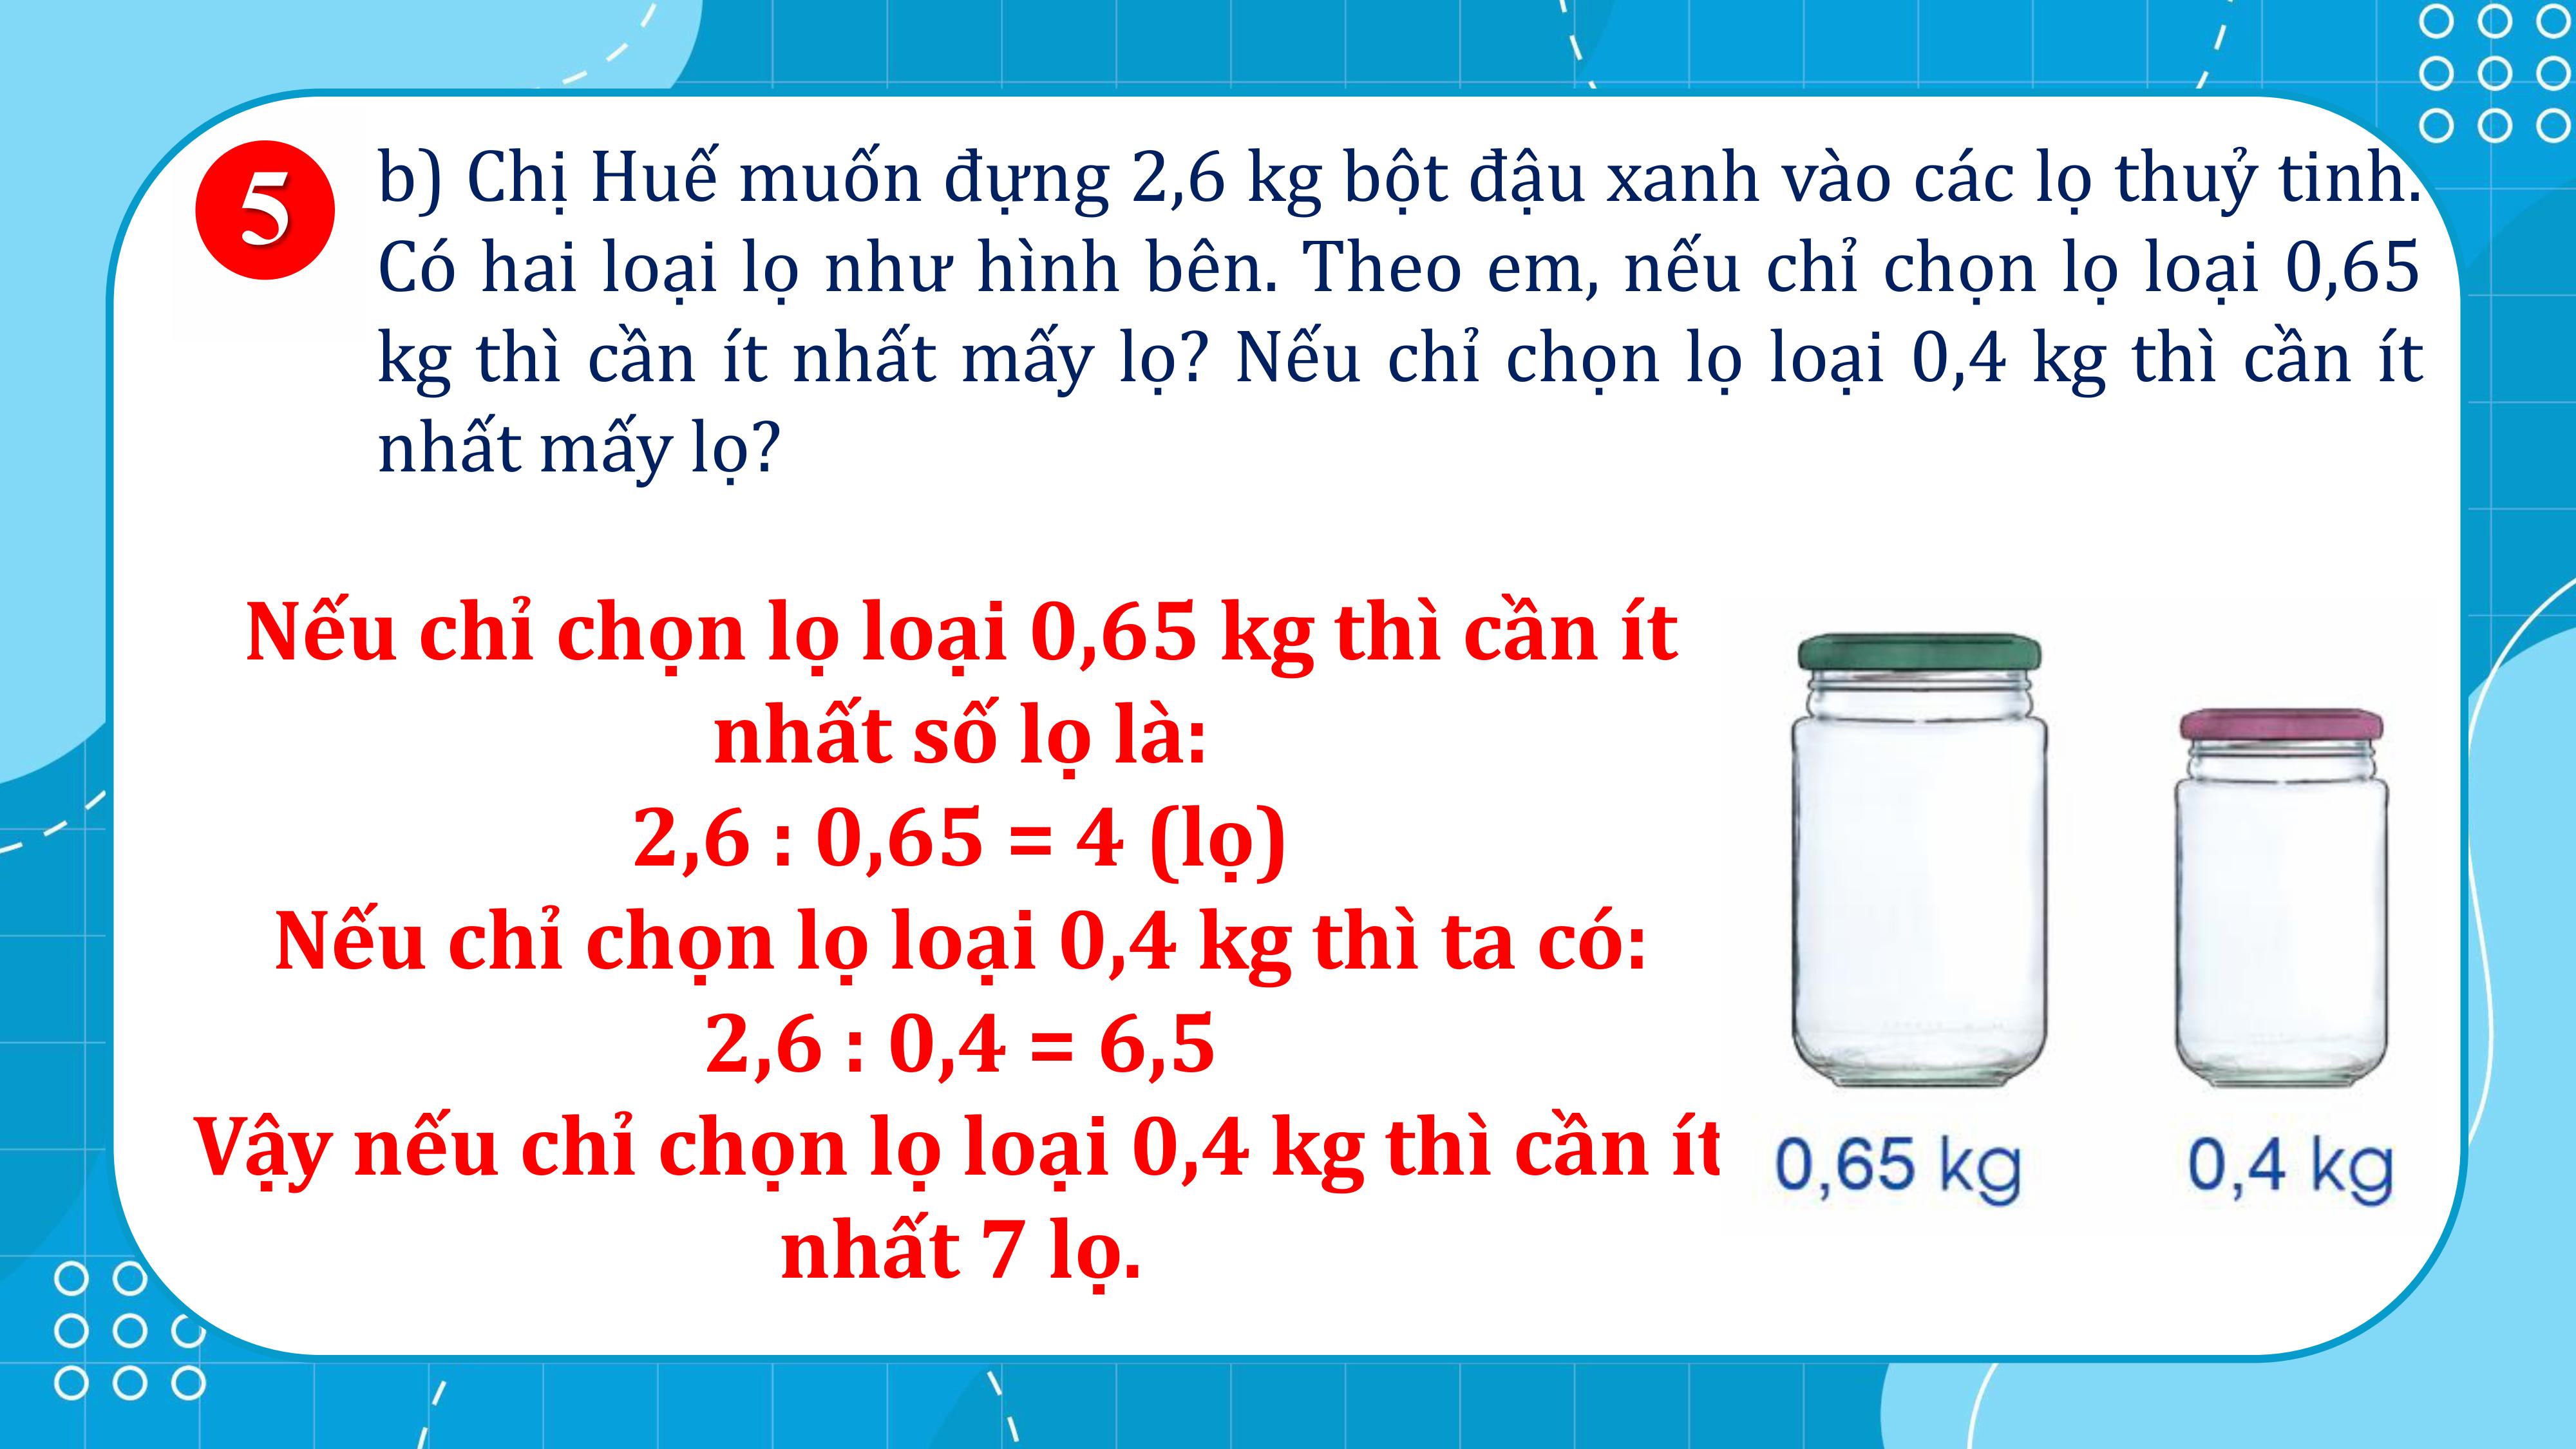 5
b) Chị Huế muốn đựng 2,6 kg bột đậu xanh vào các lọ thuỷ tinh.
Có hai loại lọ như hình bên. Theo em, nếu chỉ chọn lọ loại 0,65
kg thì cần ít nhất mấy lọ? Nếu chỉ chọn lọ loại 0,4 kg thì cần ít
nhất mấy lọ?
Nếu chỉ chọn lọ loại 0,65 kg thì cần ít
nhất số lọ là:
2,6 : 0,65 = 4 (lọ)
Nếu chỉ chọn lọ loại 0,4 kg thì ta có:
2,6 : 0,4 = 6,5
Vậy nếu chỉ chọn lọ loại 0,4 kg thì cần ít
nhất 7 lọ.
0,65 kg
0,4 kg